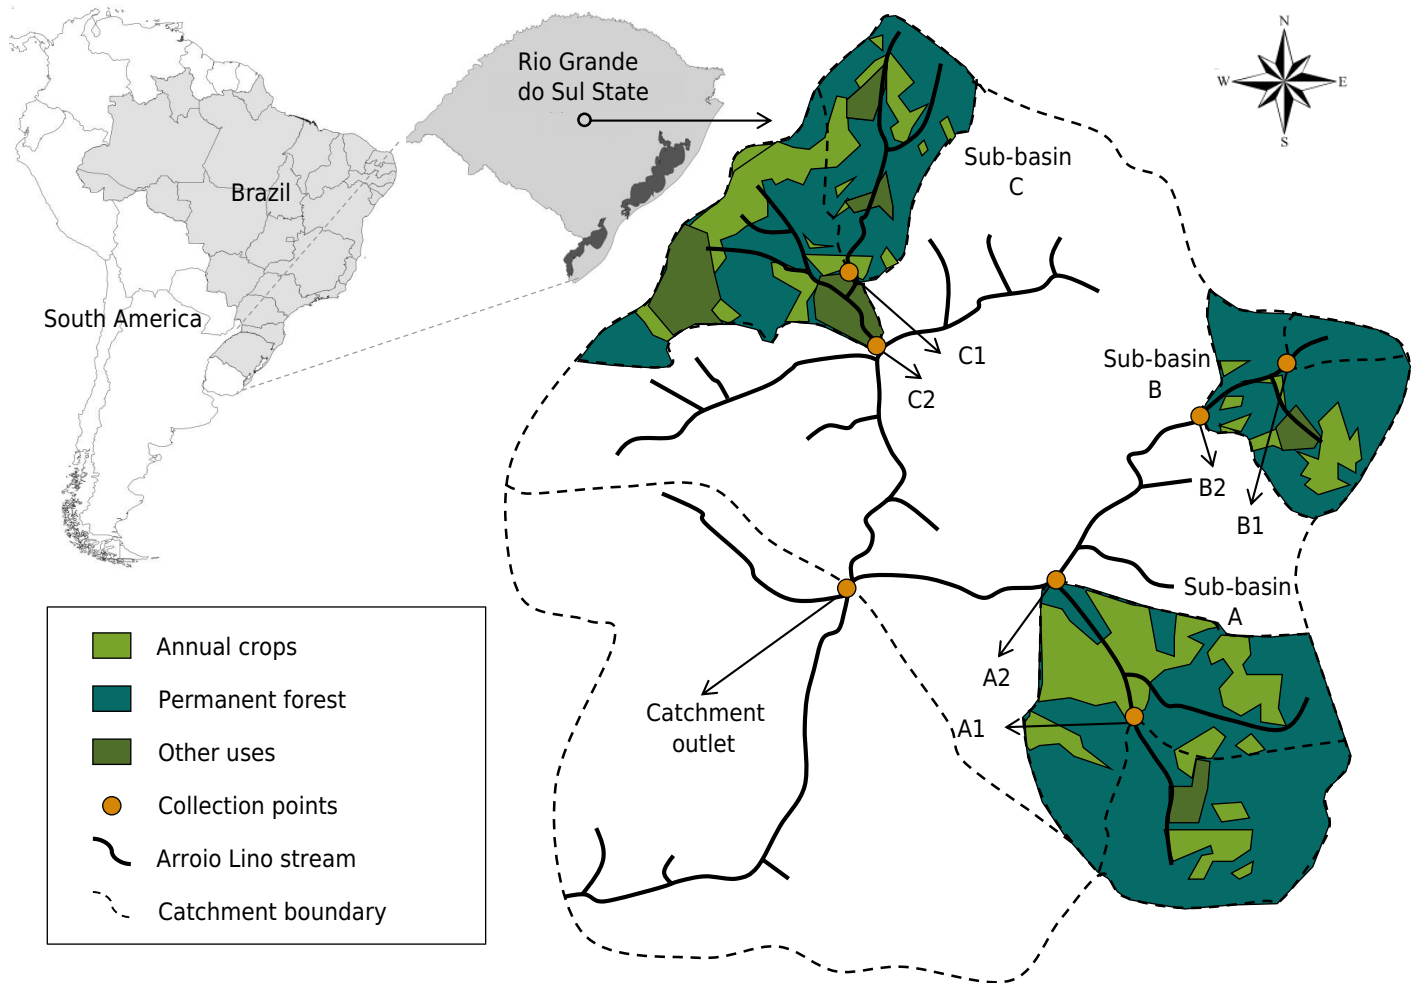 Rio Grande
do Sul State
N
W
E
S
Brazil
South America
Sub-basin
C
C1
C2
Sub-basin
B
B2
B1
Sub-basin
A
A2
A1
Catchment
outlet
Annual crops
Permanent forest
Other uses
Collection points
Arroio Lino stream
Catchment boundary